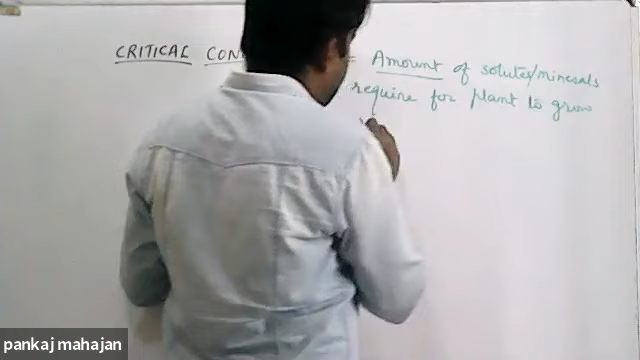 CRITICAL CON = Amount of solutes/minerals
require for plant to grow
pankaj mahajan